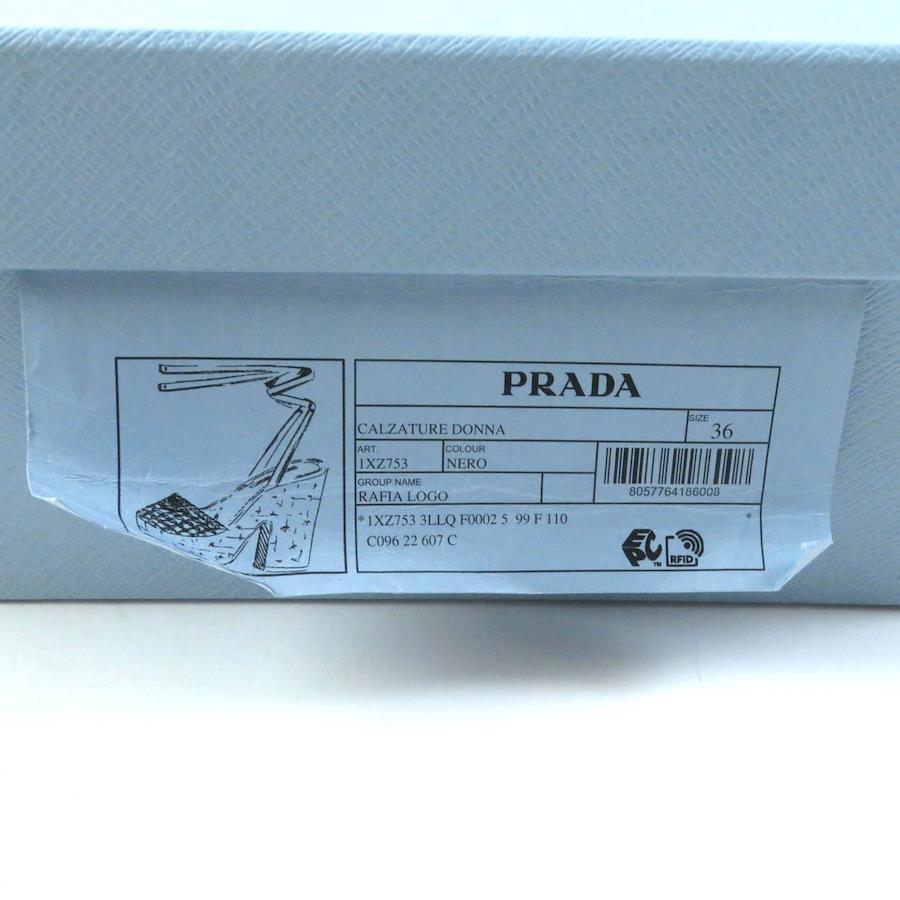 PRADA
CALZATURE DONNA
SIZE
36
ART.
1XZ753
COLOUR
NERO
GROUP NAME
RAFIA LOGO
8057764186008
*1XZ753 3LLQ F0002 5 99 F 110 *
C096 22 607 C
EPC™
RFID